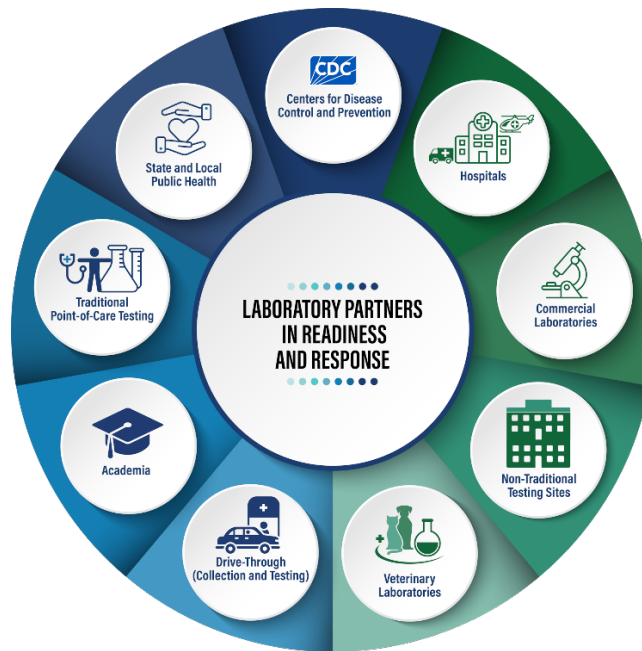 CDC
Centers for Disease
Control and Prevention
Hospitals
Commercial
Laboratories
Non-Traditional
Testing Sites
Veterinary
Laboratories
Drive-Through
(Collection and Testing)
Academia
Traditional
Point-of-Care Testing
State and Local
Public Health
LABORATORY PARTNERS
IN READINESS
AND RESPONSE